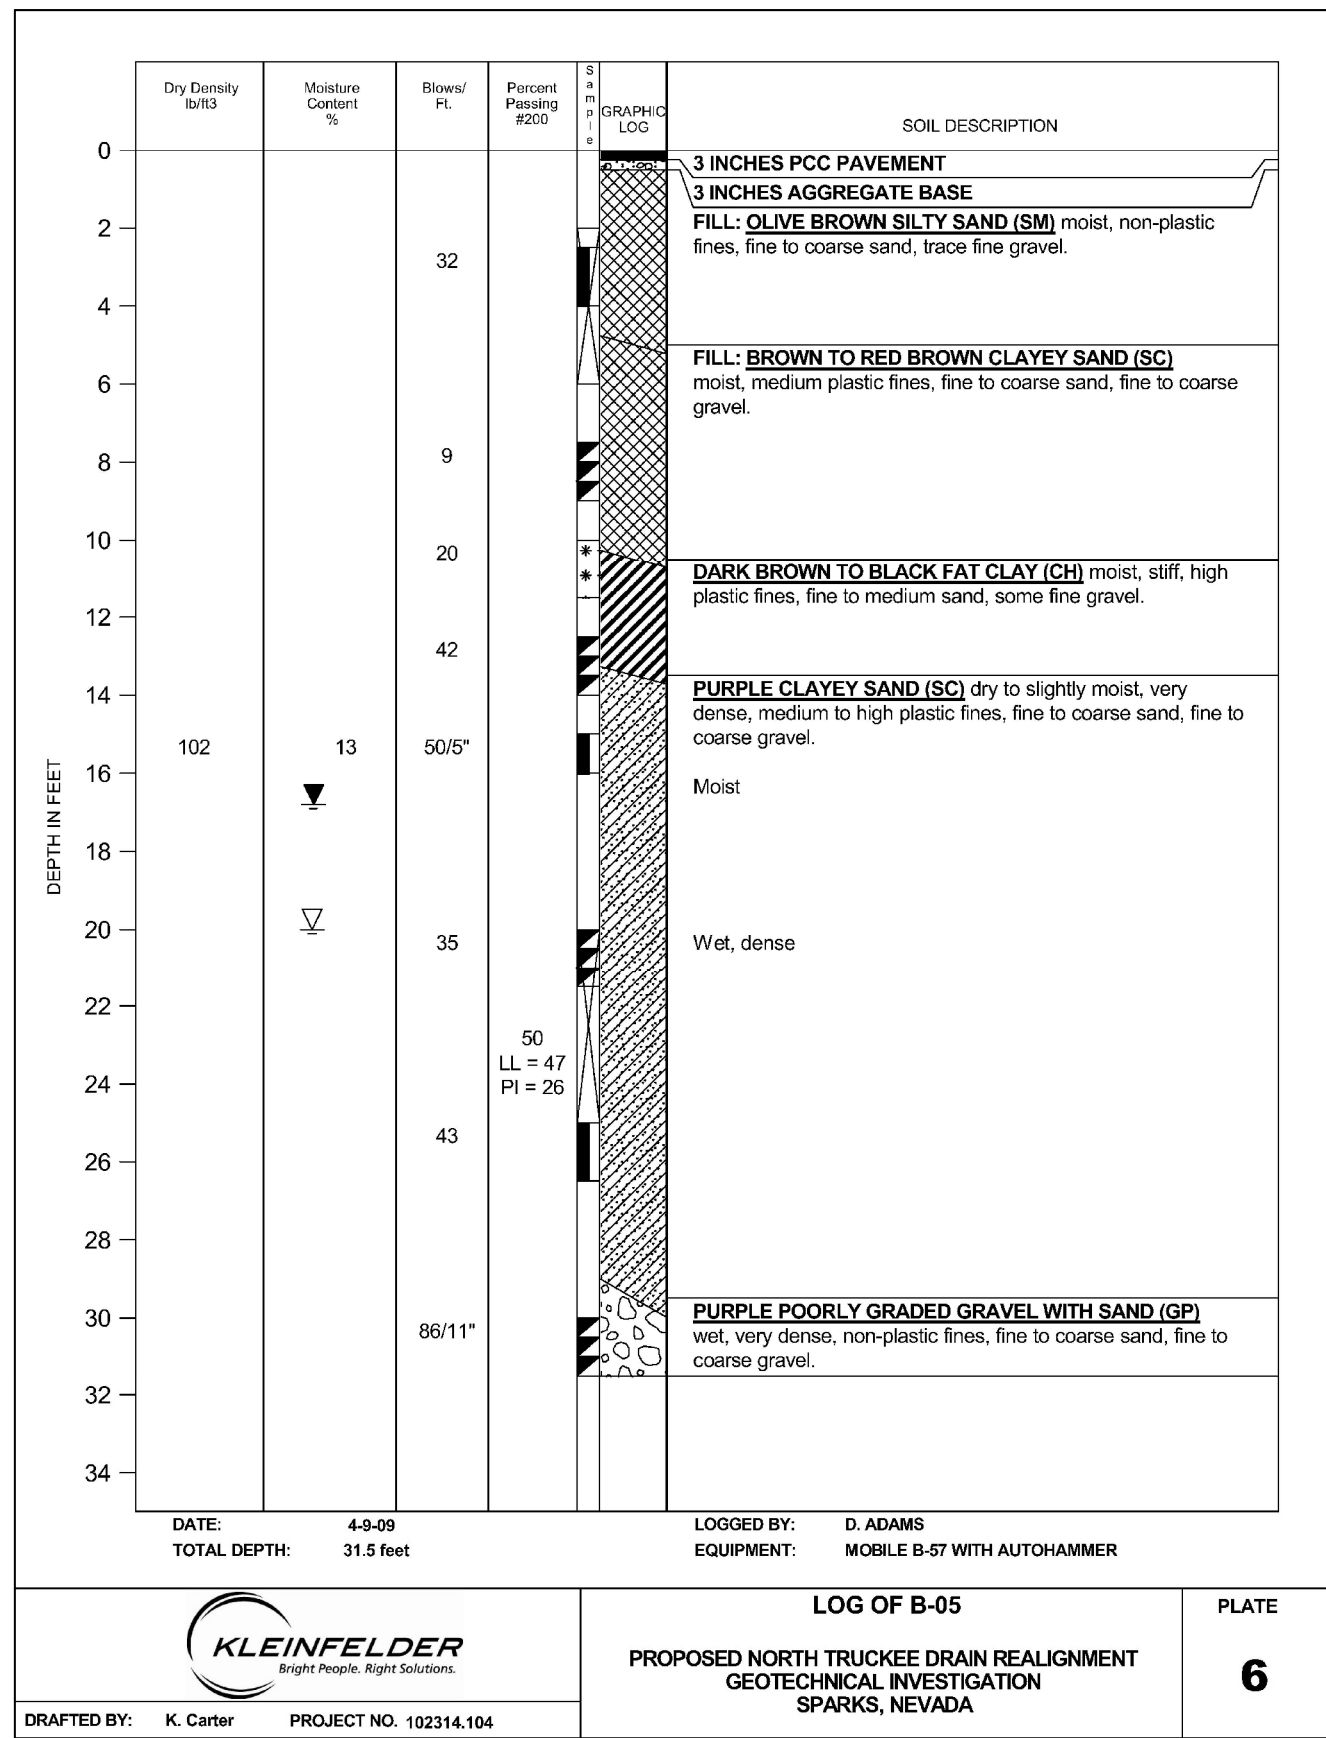 Dry Density
lb/ft3
Moisture
Content
%
Blows/
Ft.
Percent
Passing
#200
Sample
GRAPHIC
LOG
SOIL DESCRIPTION
0
3 INCHES PCC PAVEMENT
3 INCHES AGGREGATE BASE
FILL: OLIVE BROWN SILTY SAND (SM) moist, non-plastic
fines, fine to coarse sand, trace fine gravel.
2
32
4
FILL: BROWN TO RED BROWN CLAYEY SAND (SC)
moist, medium plastic fines, fine to coarse sand, fine to coarse
gravel.
6
9
8
10
20
DARK BROWN TO BLACK FAT CLAY (CH) moist, stiff, high
plastic fines, fine to medium sand, some fine gravel.
12
42
14
PURPLE CLAYEY SAND (SC) dry to slightly moist, very
dense, medium to high plastic fines, fine to coarse sand, fine to
coarse gravel.
102
13
50/5"
16
Moist
DEPTH IN FEET
18
20
35
Wet, dense
22
50
LL = 47
PI = 26
24
43
26
28
30
PURPLE POORLY GRADED GRAVEL WITH SAND (GP)
wet, very dense, non-plastic fines, fine to coarse sand, fine to
coarse gravel.
86/11"
32
34
DATE: 4-9-09
TOTAL DEPTH: 31.5 feet
LOGGED BY: D. ADAMS
EQUIPMENT: MOBILE B-57 WITH AUTOHAMMER
KLEINFELDER
Bright People. Right Solutions.
DRAFTED BY: K. Carter PROJECT NO. 102314.104
LOG OF B-05
PROPOSED NORTH TRUCKEE DRAIN REALIGNMENT
GEOTECHNICAL INVESTIGATION
SPARKS, NEVADA
PLATE
6